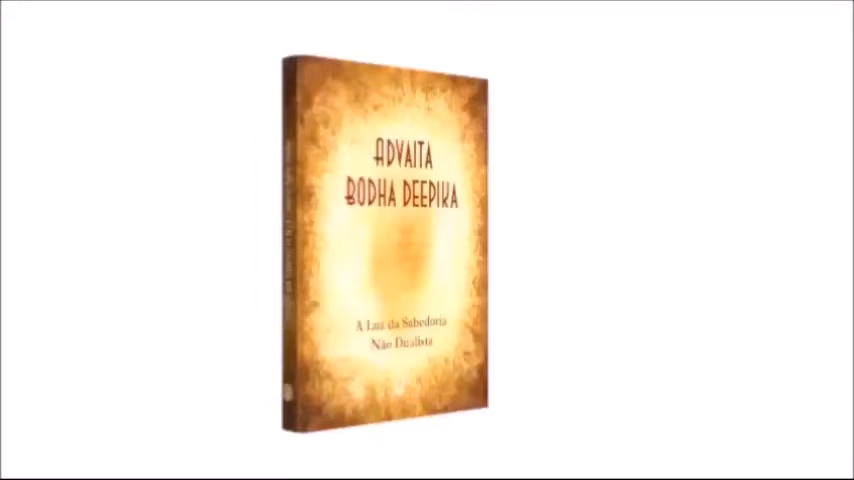 ADVAITA
BODHA DEEPIKA
A Luz da Sabedoria
Não Dualista